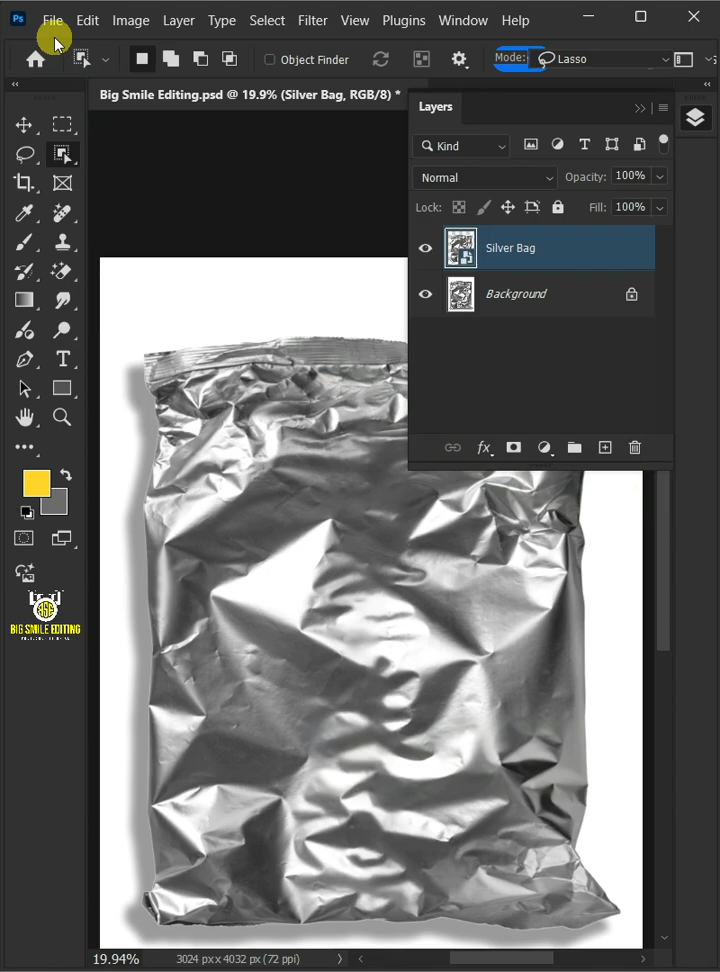 Ps File Edit Image Layer Type Select Filter View Plugins Window Help
Object Finder Mode: Lasso
Big Smile Editing.psd @ 19.9% (Silver Bag, RGB/8) *
Layers
Kind
Normal Opacity: 100%
Lock: Fill: 100%
Silver Bag
Background
fx
BIG SMILE EDITING
19.94% 3024 px x 4032 px (72 ppi)